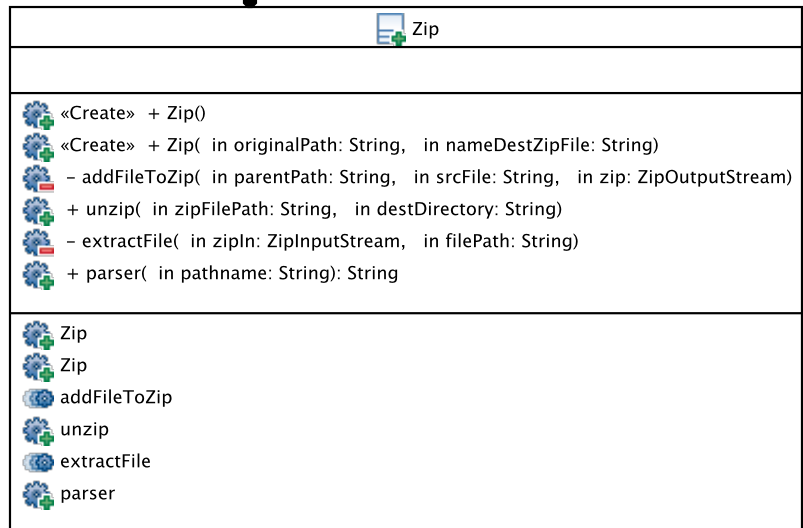 Zip
«Create» + Zip()
«Create» + Zip( in originalPath: String, in nameDestZipFile: String)
- addFileToZip( in parentPath: String, in srcFile: String, in zip: ZipOutputStream)
+ unzip( in zipFilePath: String, in destDirectory: String)
- extractFile( in zipIn: ZipInputStream, in filePath: String)
+ parser( in pathname: String): String
Zip
Zip
addFileToZip
unzip
extractFile
parser